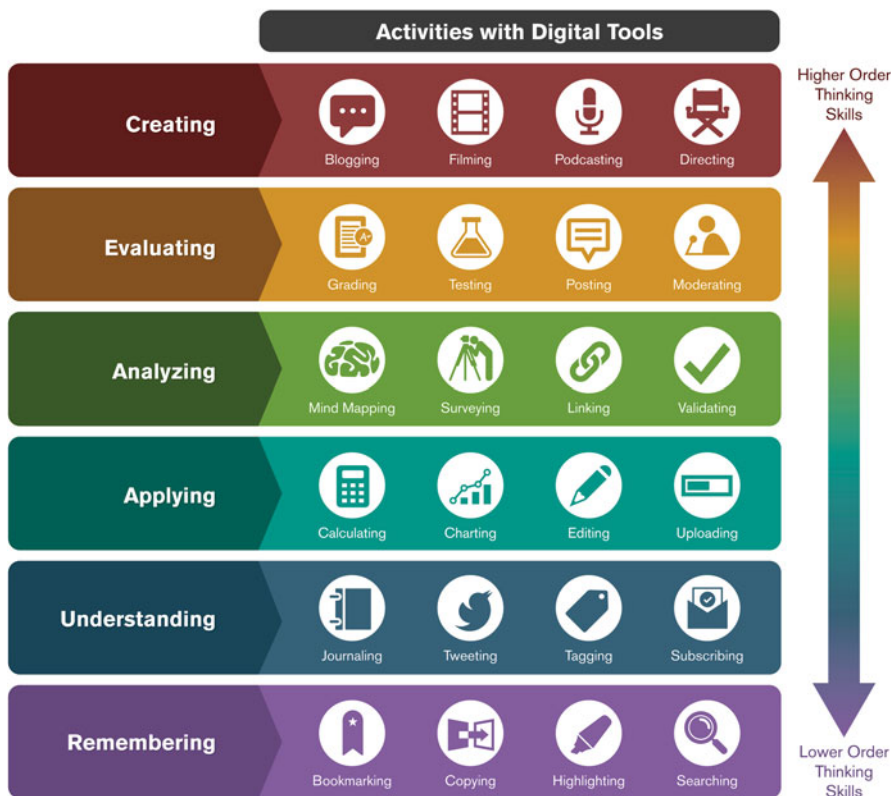 Activities with Digital Tools
Higher Order
Thinking
Skills
Creating
Blogging
Filming
Podcasting
Directing
Evaluating
A+
Grading
Testing
Posting
Moderating
Analyzing
Mind Mapping
Surveying
Linking
Validating
Applying
Calculating
Charting
Editing
Uploading
Understanding
Journaling
Tweeting
Tagging
Subscribing
Remembering
Bookmarking
Copying
Highlighting
Searching
Lower Order
Thinking
Skills